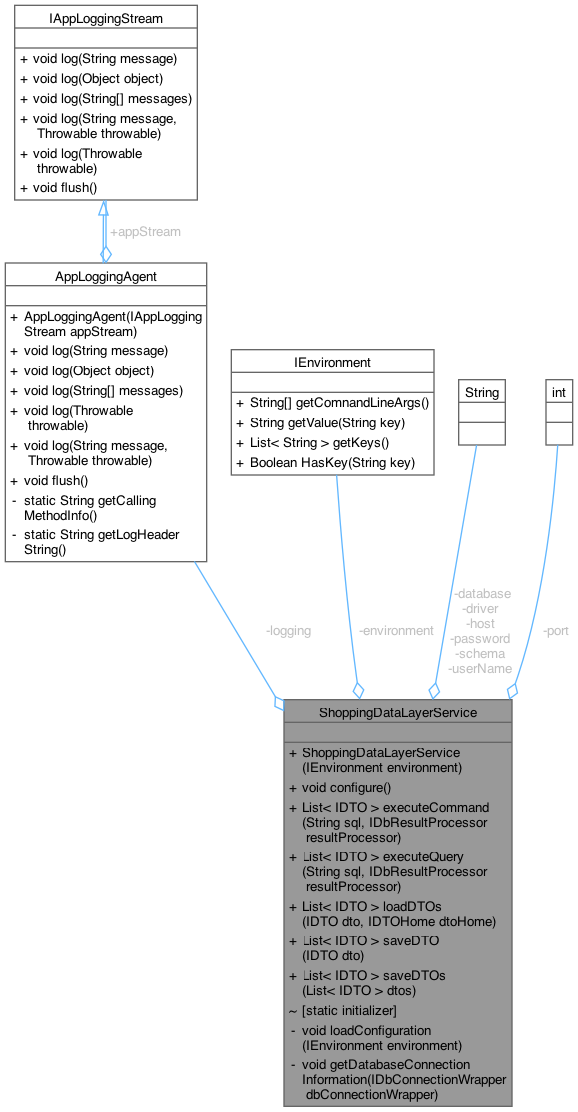 IAppLoggingStream
+ void log(String message)
+ void log(Object object)
+ void log(String[] messages)
+ void log(String message,
Throwable throwable)
+ void log(Throwable
throwable)
+ void flush()
+appStream
AppLoggingAgent
+ AppLoggingAgent(IAppLogging
Stream appStream)
+ void log(String message)
+ void log(Object object)
+ void log(String[] messages)
+ void log(Throwable
throwable)
+ void log(String message,
Throwable throwable)
+ void flush()
- static String getCalling
MethodInfo()
- static String getLogHeader
String()
IEnvironment
+ String[] getComnandLineArgs()
+ String getValue(String key)
+ List< String > getKeys()
+ Boolean HasKey(String key)
String
int
-logging
-environment
-database
-driver
-host
-password
-schema
-userName
-port
ShoppingDataLayerService
+ ShoppingDataLayerService
(IEnvironment environment)
+ void configure()
+ List< IDTO > executeCommand
(String sql, IDbResultProcessor
resultProcessor)
+ List< IDTO > executeQuery
(String sql, IDbResultProcessor
resultProcessor)
+ List< IDTO > loadDTOs
(IDTO dto, IDTOHome dtoHome)
+ List< IDTO > saveDTO
(IDTO dto)
+ List< IDTO > saveDTOs
(List< IDTO > dtos)
~ [static initializer]
- void loadConfiguration
(IEnvironment environment)
- void getDatabaseConnection
Information(IDbConnectionWrapper
dbConnectionWrapper)